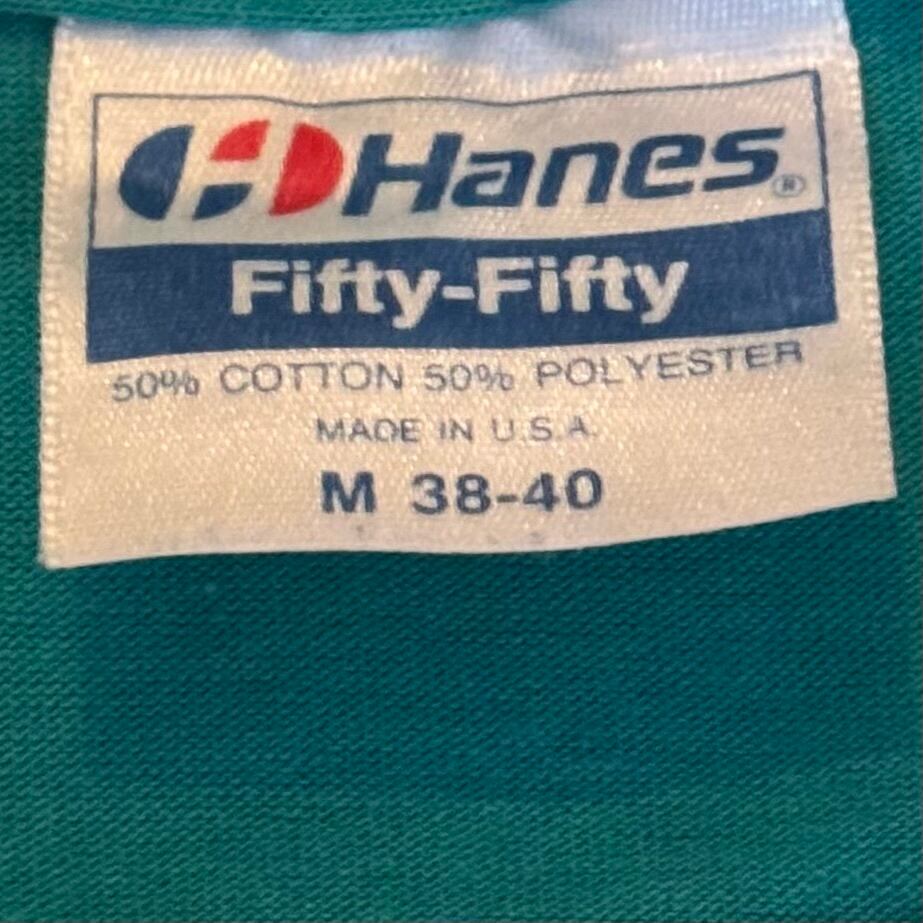 Hanes®
Fifty-Fifty
50% COTTON 50% POLYESTER
MADE IN U.S.A.
M 38-40